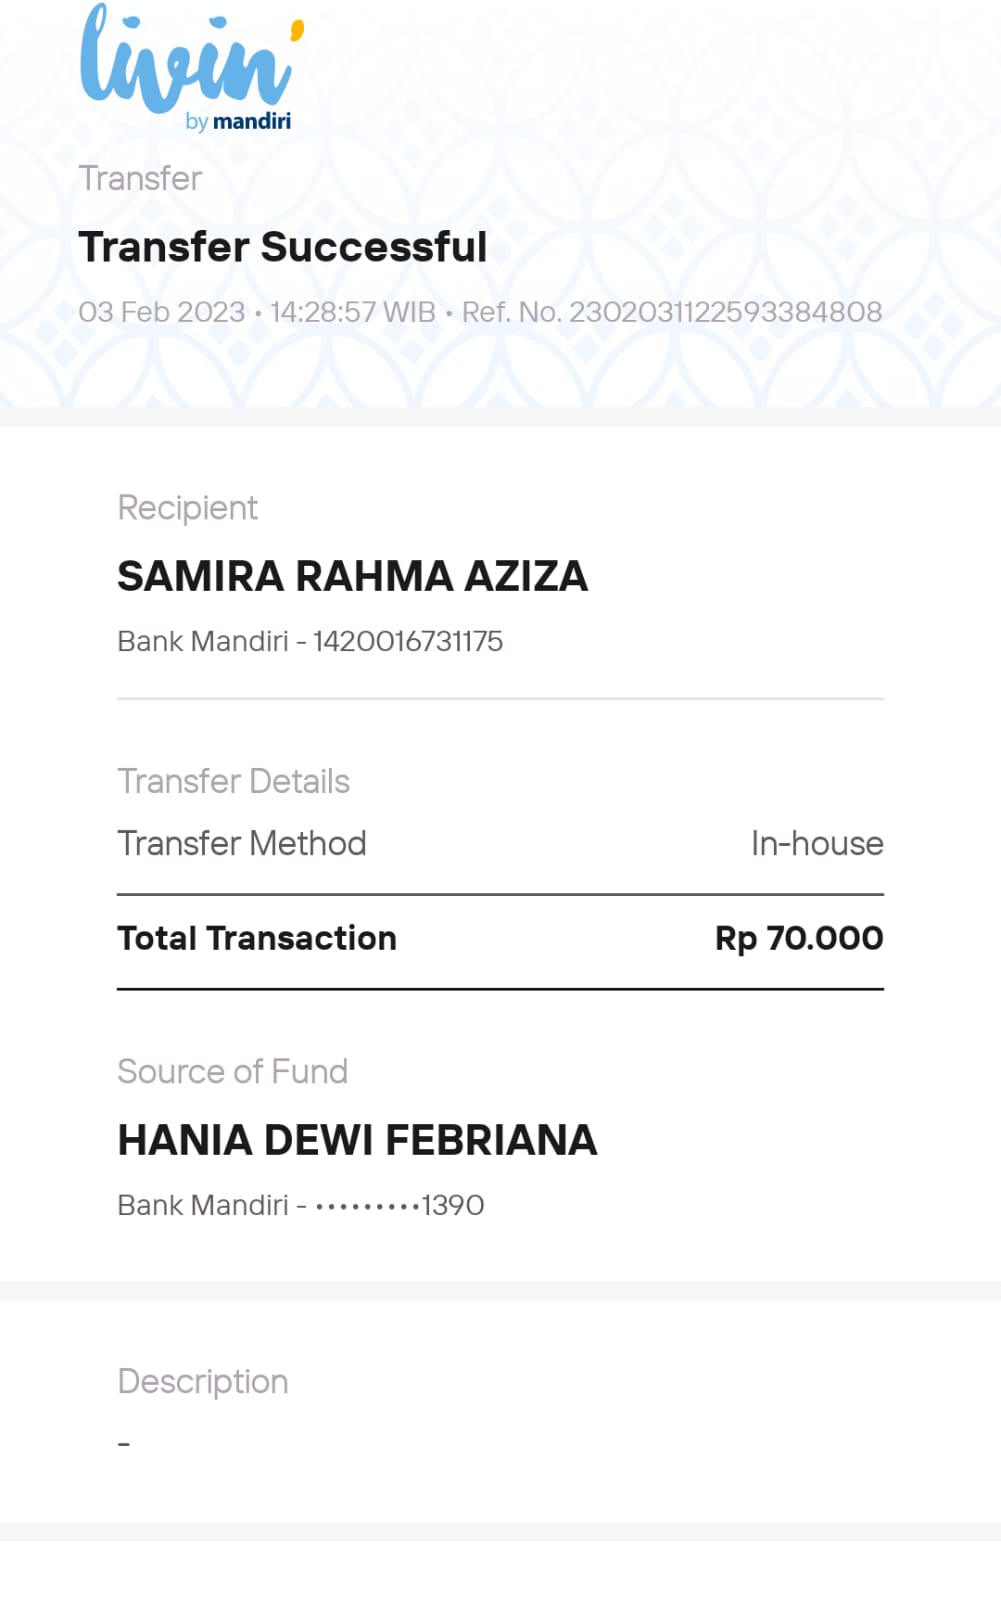 livin'
by mandiri
Transfer
Transfer Successful
03 Feb 2023 • 14:28:57 WIB • Ref. No. 2302031122593384808
Recipient
SAMIRA RAHMA AZIZA
Bank Mandiri - 1420016731175
Transfer Details
Transfer Method In-house
Total Transaction Rp 70.000
Source of Fund
HANIA DEWI FEBRIANA
Bank Mandiri - •••••••••1390
Description
-